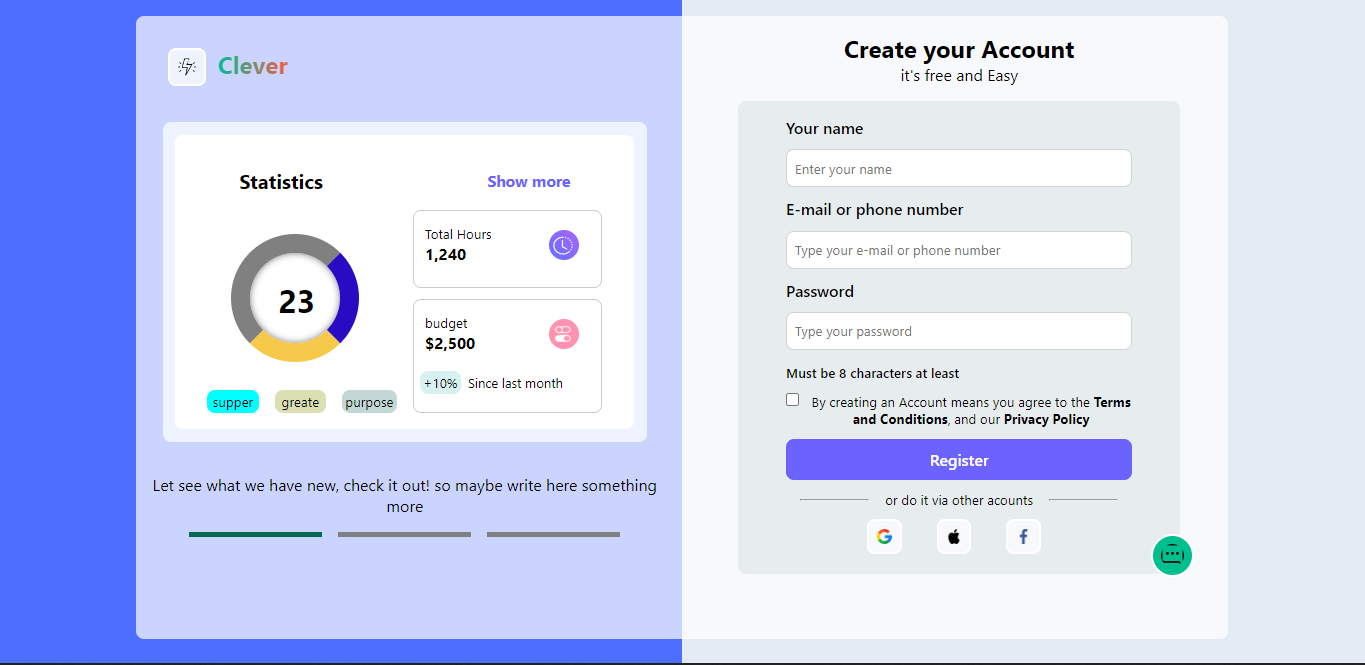 Clever
Statistics
Show more
23
supper
greate
purpose
Total Hours
1,240
budget
$2,500
+10% Since last month
Let see what we have new, check it out! so maybe write here something
more
Create your Account
it's free and Easy
Your name
Enter your name
E-mail or phone number
Type your e-mail or phone number
Password
Type your password
Must be 8 characters at least
By creating an Account means you agree to the Terms
and Conditions, and our Privacy Policy
Register
or do it via other acounts